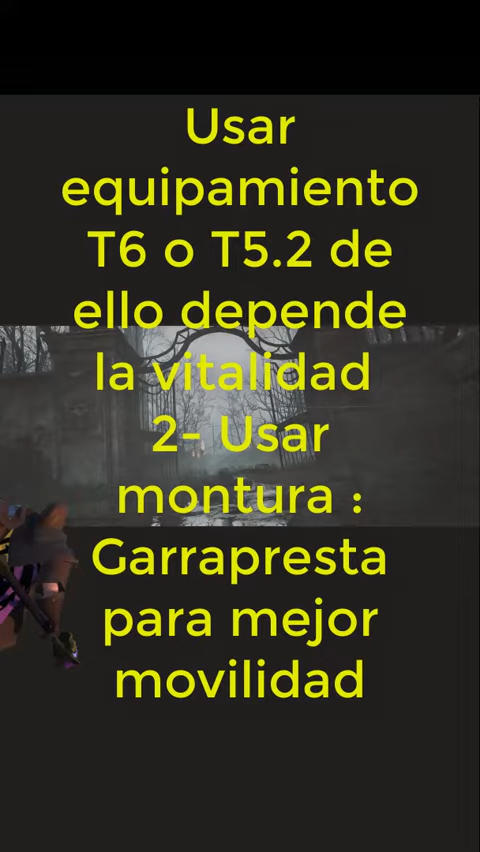 Usar
equipamiento
T6 o T5.2 de
ello depende
la vitalidad
2- Usar
montura :
Garrapresta
para mejor
movilidad